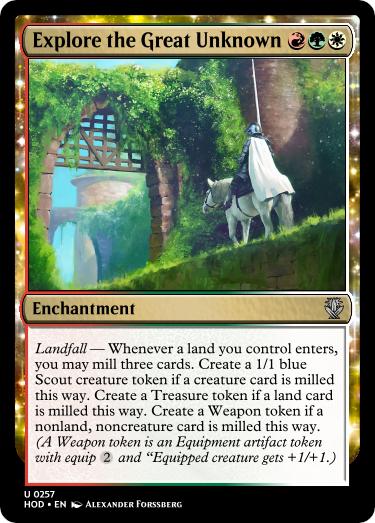 Explore the Great Unknown
Enchantment
Landfall — Whenever a land you control enters,
you may mill three cards. Create a 1/1 blue
Scout creature token if a creature card is milled
this way. Create a Treasure token if a land card
is milled this way. Create a Weapon token if a
nonland, noncreature card is milled this way.
(A Weapon token is an Equipment artifact token
with equip 2 and “Equipped creature gets +1/+1.)
U 0257
HOD • EN Alexander Forssberg